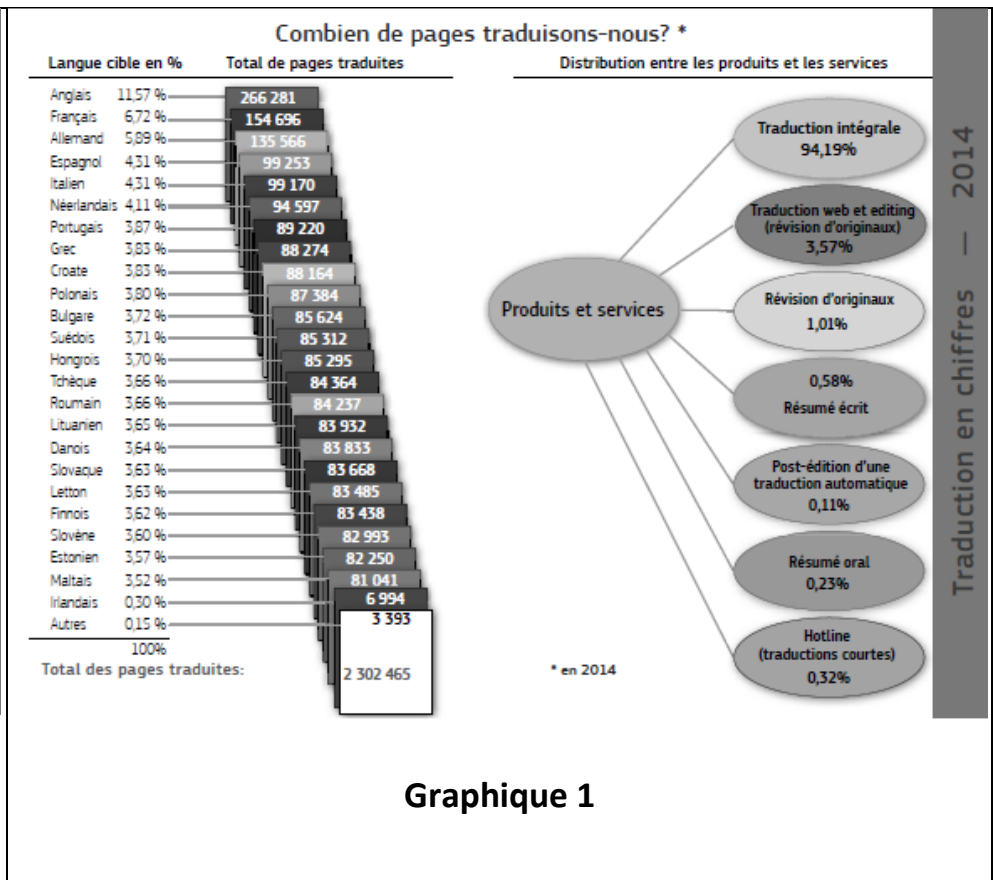 Combien de pages traduisons-nous? *
Langue cible en %
Total de pages traduites
Anglais 11,57 % 266 281
Français 6,72 % 154 696
Allemand 5,89 % 135 566
Espagnol 4,31 % 99 253
Italien 4,31 % 99 170
Néerlandais 4,11 % 94 597
Portugais 3,87 % 89 220
Grec 3,83 % 88 274
Croate 3,83 % 88 164
Polonais 3,80 % 87 384
Bulgare 3,72 % 85 624
Suédois 3,71 % 85 312
Hongrois 3,70 % 85 295
Tchèque 3,66 % 84 364
Roumain 3,66 % 84 237
Lituanien 3,65 % 83 932
Danois 3,64 % 83 833
Slovaque 3,63 % 83 668
Letton 3,63 % 83 485
Finnois 3,62 % 83 438
Slovène 3,60 % 82 993
Estonien 3,57 % 82 250
Maltais 3,52 % 81 041
Irlandais 0,30 % 6 994
Autres 0,15 % 3 393
100%
Total des pages traduites: 2 302 465
Distribution entre les produits et les services
Produits et services
Traduction intégrale
94,19%
Traduction web et editing
(révision d'originaux)
3,57%
Révision d'originaux
1,01%
0,58%
Résumé écrit
Post-édition d'une
traduction automatique
0,11%
Résumé oral
0,23%
Hotline
(traductions courtes)
0,32%
* en 2014
Traduction en chiffres — 2014
Graphique 1